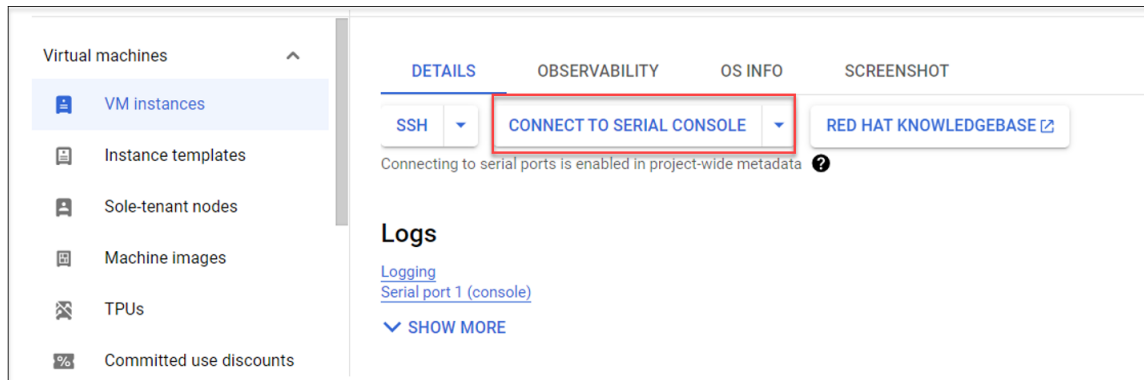 Virtual machines
VM instances
Instance templates
Sole-tenant nodes
Machine images
TPUs
Committed use discounts
DETAILS OBSERVABILITY OS INFO SCREENSHOT
SSH CONNECT TO SERIAL CONSOLE RED HAT KNOWLEDGEBASE
Connecting to serial ports is enabled in project-wide metadata ?
Logs
Logging
Serial port 1 (console)
SHOW MORE